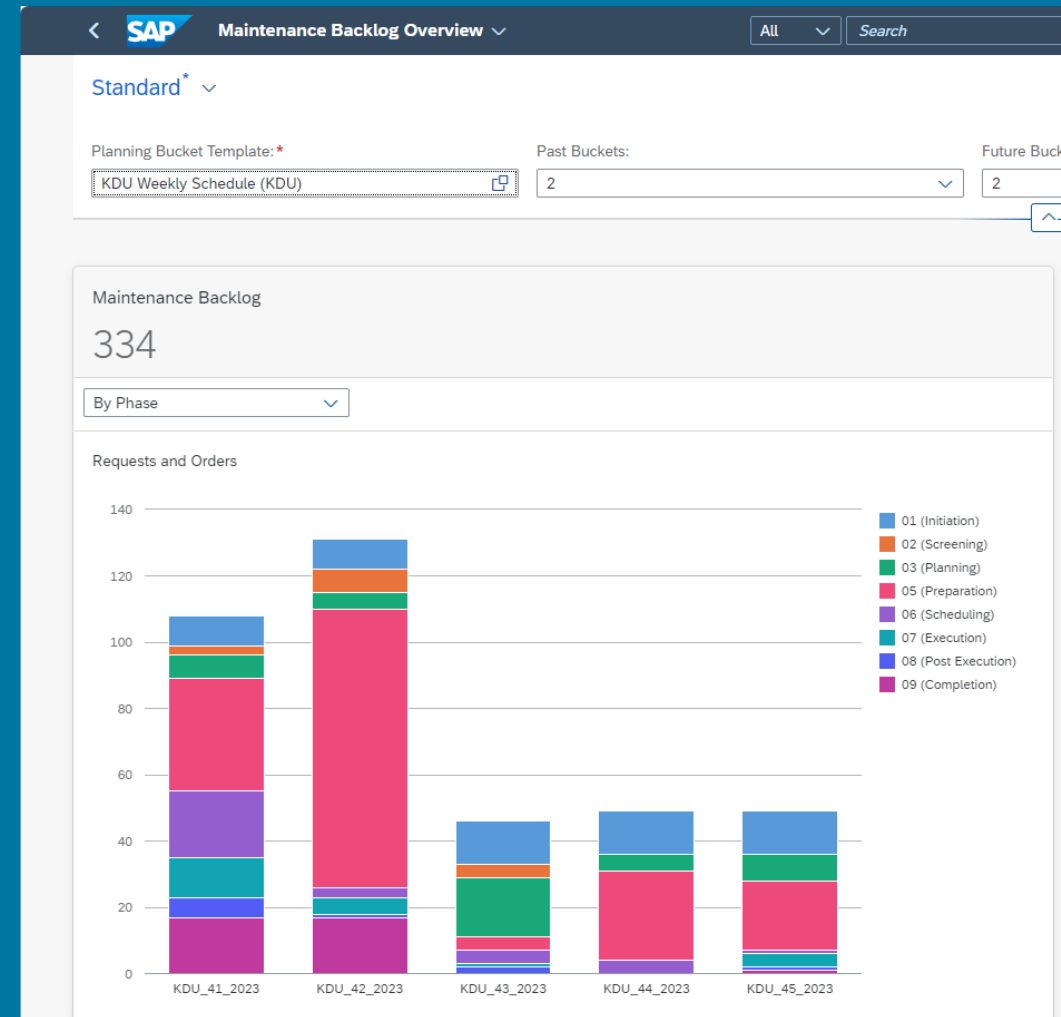 SAP Maintenance Backlog Overview All Search
Standard*
Planning Bucket Template:* Past Buckets: Future Buck
KDU Weekly Schedule (KDU) 2 2
Maintenance Backlog
334
By Phase
Requests and Orders
140
120
100
80
60
40
20
0
KDU_41_2023 KDU_42_2023 KDU_43_2023 KDU_44_2023 KDU_45_2023
01 (Initiation)
02 (Screening)
03 (Planning)
05 (Preparation)
06 (Scheduling)
07 (Execution)
08 (Post Execution)
09 (Completion)